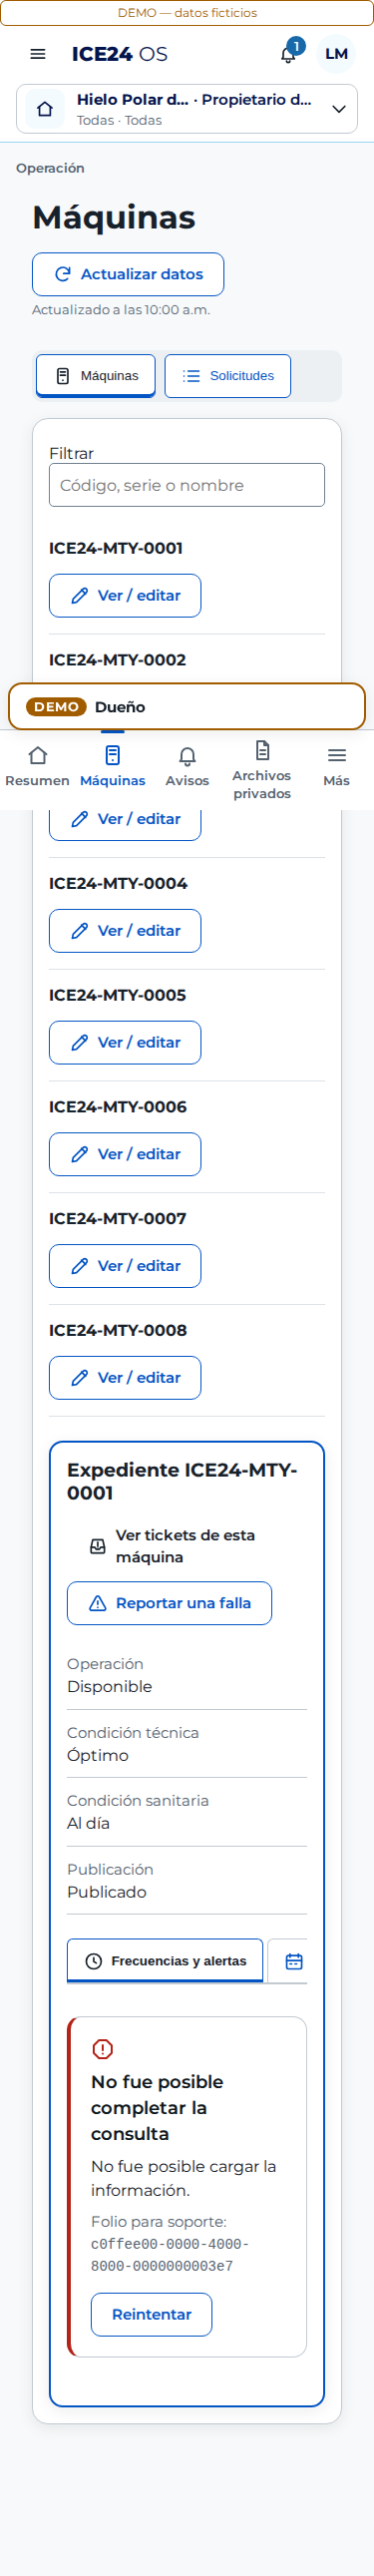 DEMO — datos ficticios
ICE24 OS
1
LM
Hielo Polar d... · Propietario d...
Todas · Todas
Operación
Máquinas
Actualizar datos
Actualizado a las 10:00 a.m.
Máquinas
Solicitudes
Filtrar
Código, serie o nombre
ICE24-MTY-0001
Ver / editar
ICE24-MTY-0002
DEMO Dueño
Resumen
Máquinas
Avisos
Archivos privados
Más
Ver / editar
ICE24-MTY-0004
Ver / editar
ICE24-MTY-0005
Ver / editar
ICE24-MTY-0006
Ver / editar
ICE24-MTY-0007
Ver / editar
ICE24-MTY-0008
Ver / editar
Expediente ICE24-MTY-
0001
Ver tickets de esta
máquina
Reportar una falla
Operación
Disponible
Condición técnica
Óptimo
Condición sanitaria
Al día
Publicación
Publicado
Frecuencias y alertas
No fue posible
completar la
consulta
No fue posible cargar la
información.
Folio para soporte:
c0ffee00-0000-4000-
8000-0000000003e7
Reintentar